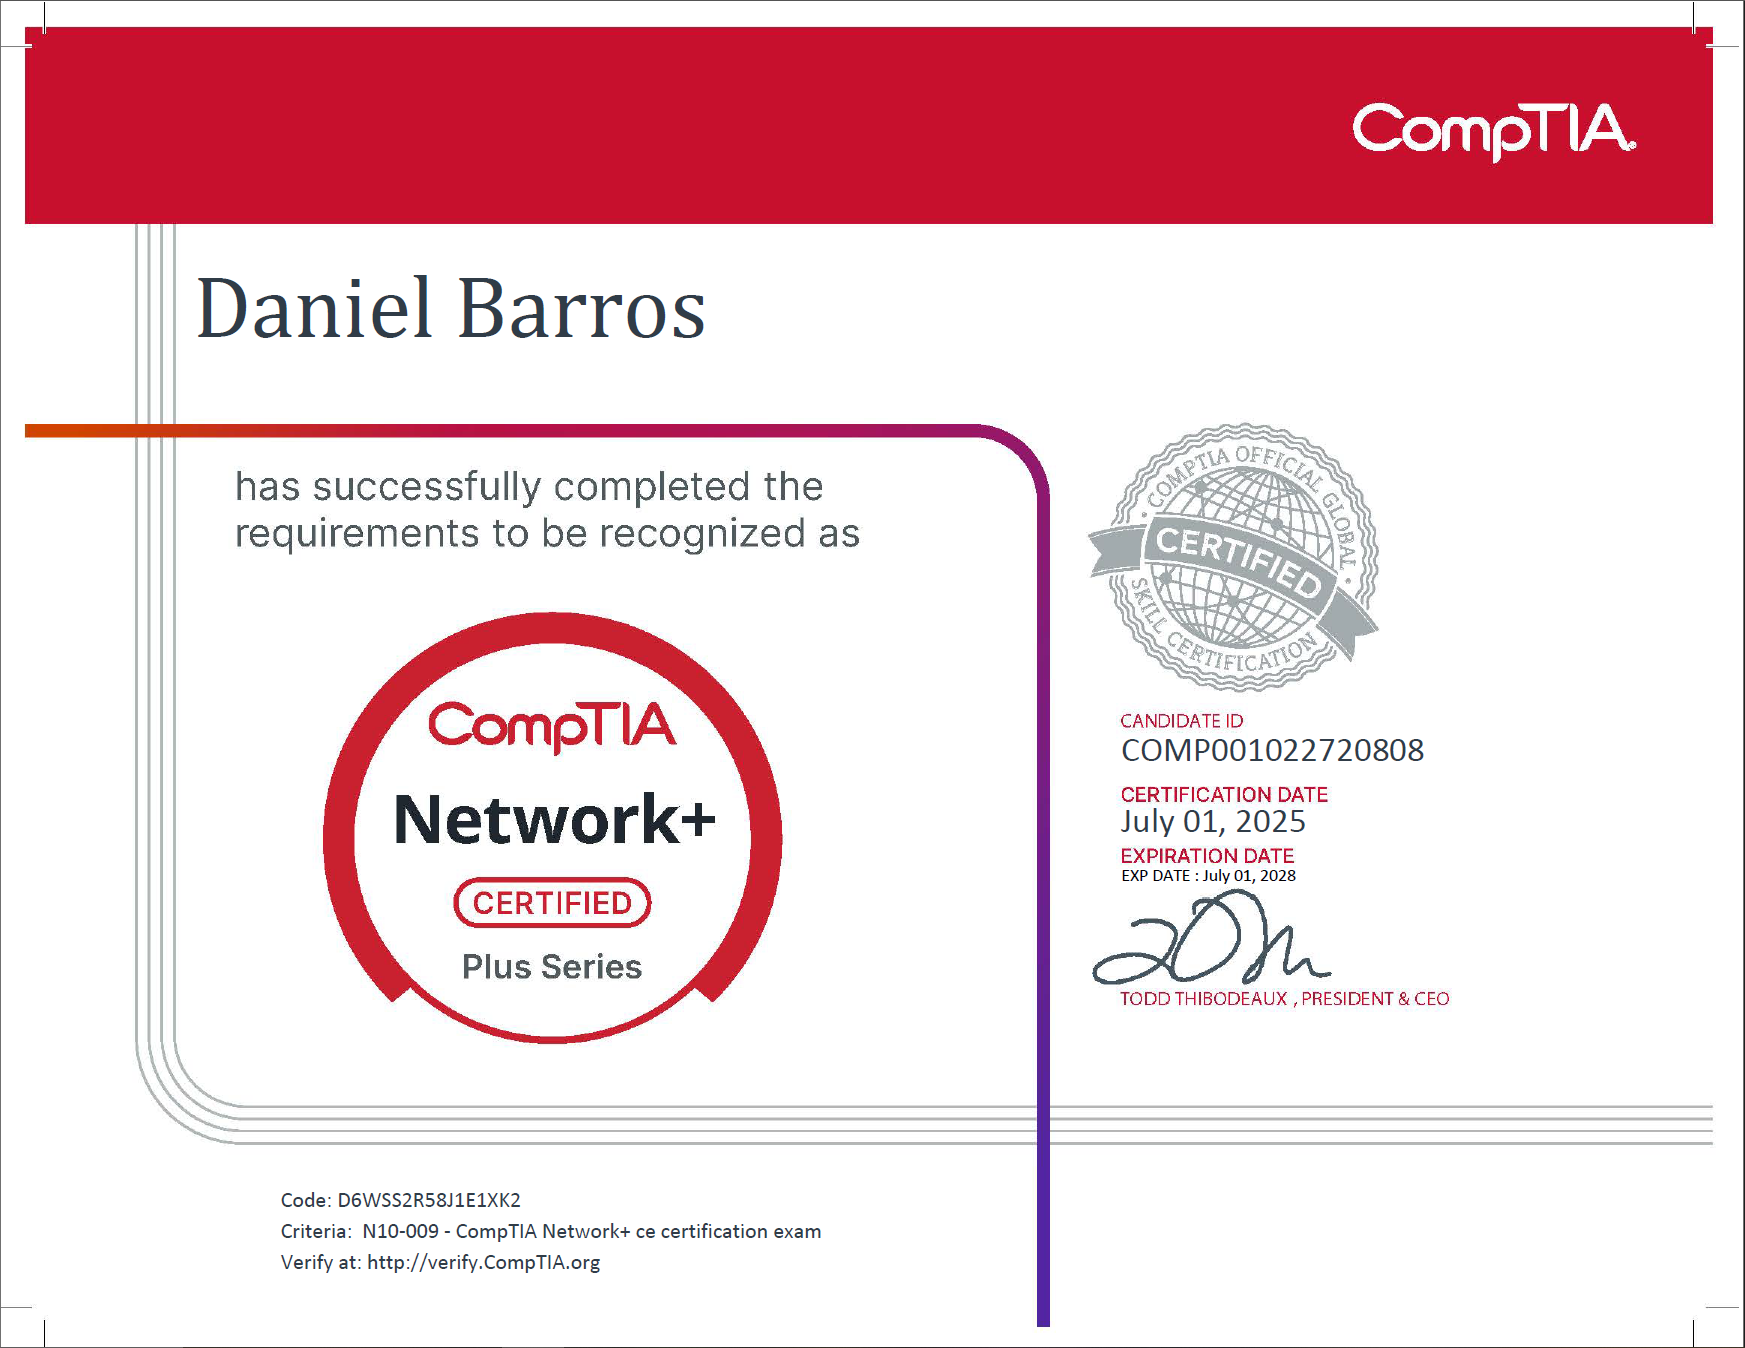 CompTIA®
Daniel Barros
has successfully completed the
requirements to be recognized as
CompTIA
Network+
CERTIFIED
Plus Series
· COMPTIA OFFICIAL GLOBAL ·
CERTIFIED
SKILL CERTIFICATION
CANDIDATE ID
COMP001022720808
CERTIFICATION DATE
July 01, 2025
EXPIRATION DATE
EXP DATE : July 01, 2028
TODD THIBODEAUX , PRESIDENT & CEO
Code: D6WSS2R58J1E1XK2
Criteria:  N10-009 - CompTIA Network+ ce certification exam
Verify at: http://verify.CompTIA.org